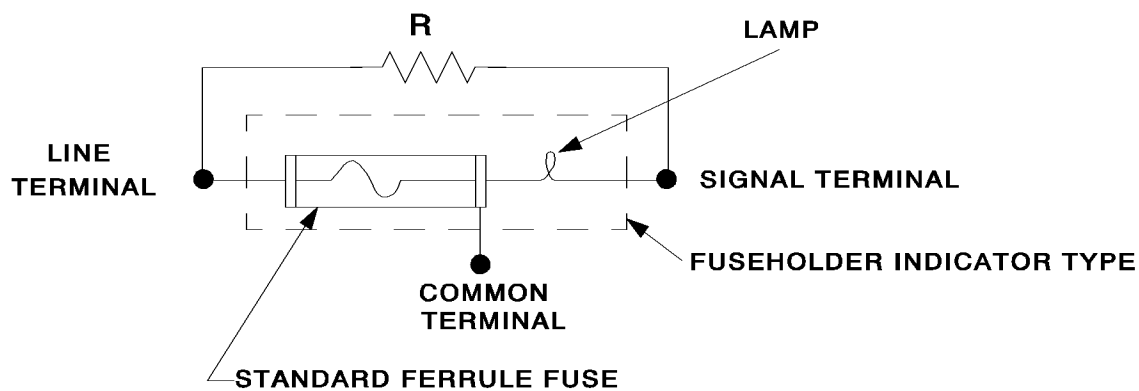 R
LAMP
LINE
TERMINAL
SIGNAL TERMINAL
FUSEHOLDER INDICATOR TYPE
COMMON
TERMINAL
STANDARD FERRULE FUSE